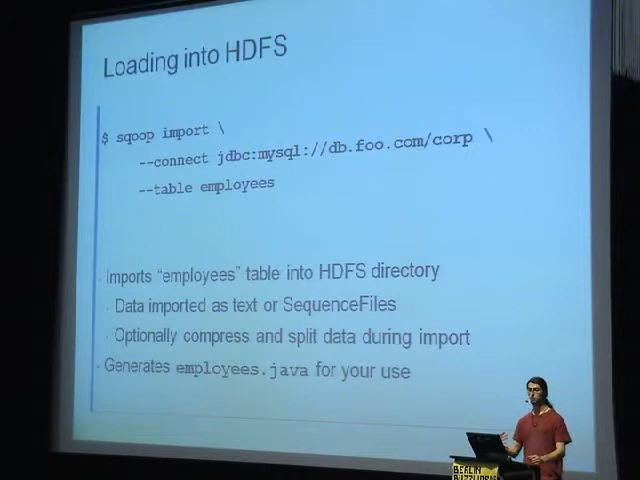 Loading into HDFS
$ sqoop import \
--connect jdbc:mysql://db.foo.com/corp \
--table employees
Imports “employees” table into HDFS directory
Data imported as text or SequenceFiles
Optionally compress and split data during import
Generates employees.java for your use
BERLIN